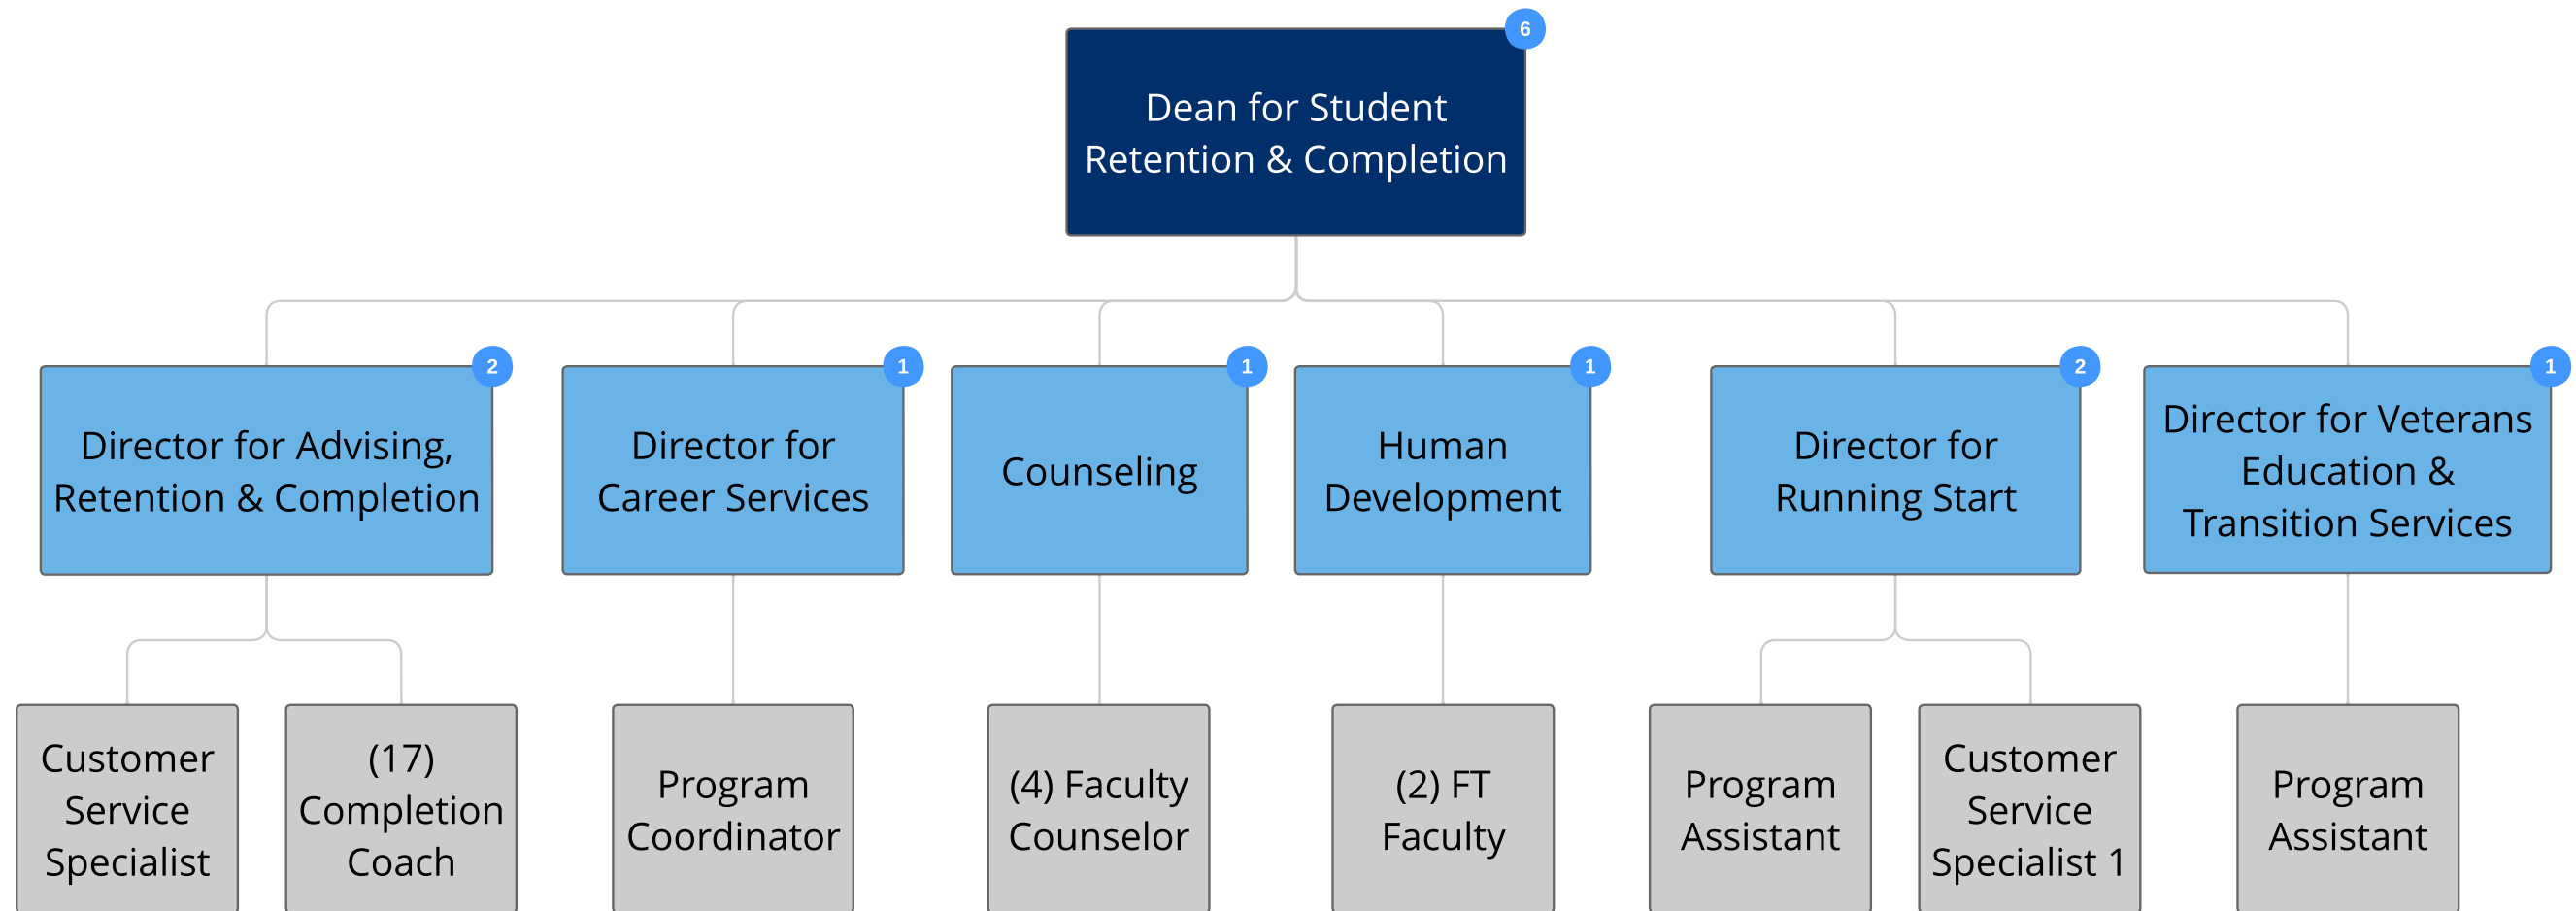 6
Dean for Student
Retention & Completion
2
Director for Advising,
Retention & Completion
1
Director for
Career Services
1
Counseling
1
Human
Development
2
Director for
Running Start
1
Director for Veterans
Education &
Transition Services
Customer
Service
Specialist
(17)
Completion
Coach
Program
Coordinator
(4) Faculty
Counselor
(2) FT
Faculty
Program
Assistant
Customer
Service
Specialist 1
Program
Assistant